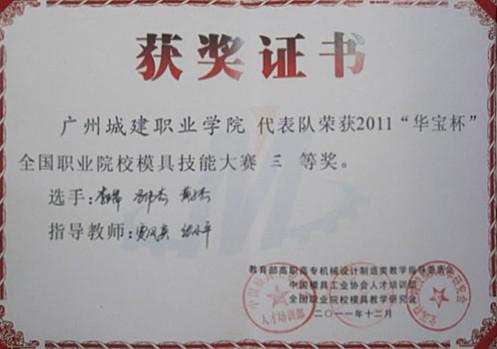 获奖证书
广州城建职业学院 代表队荣获2011“华宝杯”
全国职业院校模具技能大赛 三 等奖。
选手:
指导教师:
教育部高职高专机械设计制造类教学指导委员会
中国模具工业协会人才培训部
全国职业院校模具教学研究会
二〇一一年十二月
人才培训部